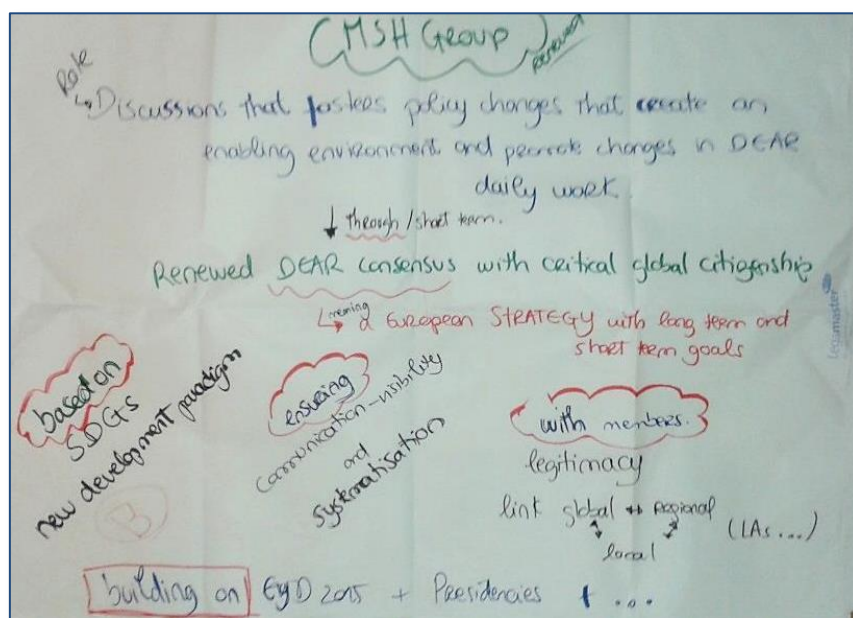 MSH Group
RENEWED
Role
↳ Discussions that fosters policy changes that create an
enabling environment and promote changes in DEAR
daily work.
↓ through / short term.
Renewed DEAR consensus with critical global citizenship
↳ a EUROPEAN STRATEGY with long term and
short term goals
based on
SDGs
new development paradigm
B
ensuring
communication-visibility
and
systematisation
with members.
legitimacy
link global ↔ Regional
local
(LAs...)
building on EYD 2015 + Presidencies + ...
legamaster